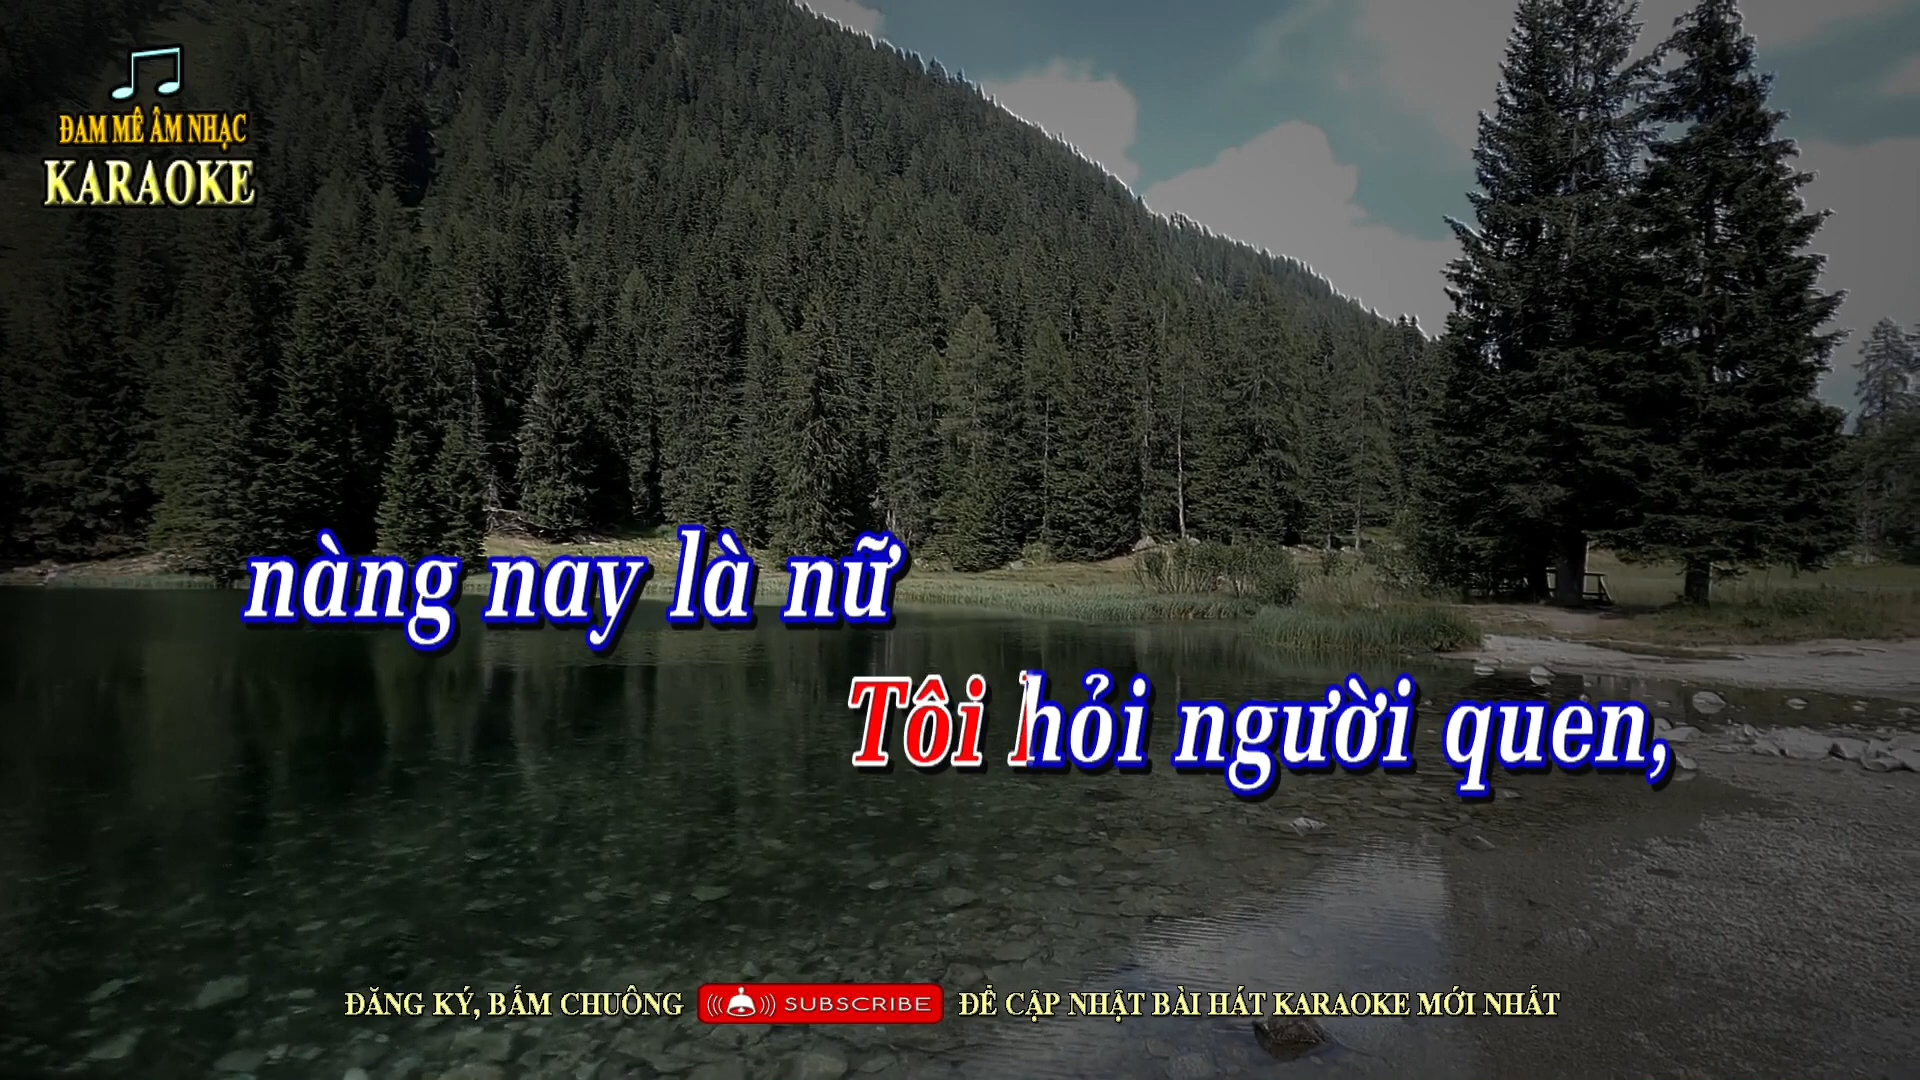 ĐAM MÊ ÂM NHẠC
KARAOKE
nàng nay là nữ
Tôi hỏi người quen,
ĐĂNG KÝ, BẤM CHUÔNG SUBSCRIBE ĐỂ CẬP NHẬT BÀI HÁT KARAOKE MỚI NHẤT